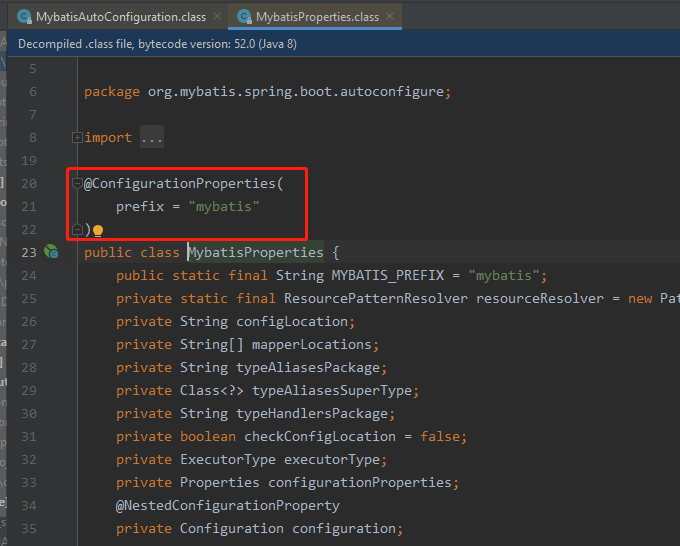 MybatisAutoConfiguration.class × MybatisProperties.class ×
Decompiled .class file, bytecode version: 52.0 (Java 8)
5
6 package org.mybatis.spring.boot.autoconfigure;
7
8 import ...
19
20 @ConfigurationProperties(
21 prefix = "mybatis"
22 )
23 public class MybatisProperties {
24 public static final String MYBATIS_PREFIX = "mybatis";
25 private static final ResourcePatternResolver resourceResolver = new Pat
26 private String configLocation;
27 private String[] mapperLocations;
28 private String typeAliasesPackage;
29 private Class<?> typeAliasesSuperType;
30 private String typeHandlersPackage;
31 private boolean checkConfigLocation = false;
32 private ExecutorType executorType;
33 private Properties configurationProperties;
34 @NestedConfigurationProperty
35 private Configuration configuration;